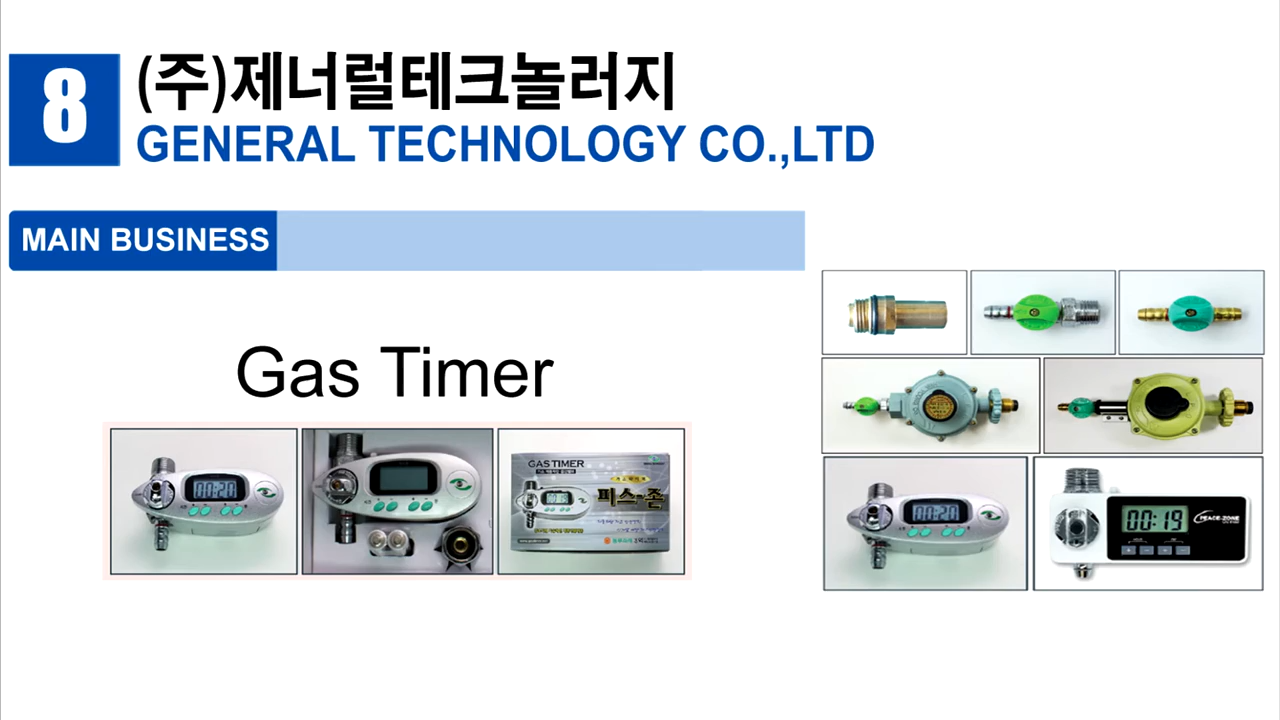 8
(주)제너럴테크놀러지
GENERAL TECHNOLOGY CO.,LTD
MAIN BUSINESS
Gas Timer
00:20
GAS TIMER
피스-존
00:20
00:19
PEACE-ZONE